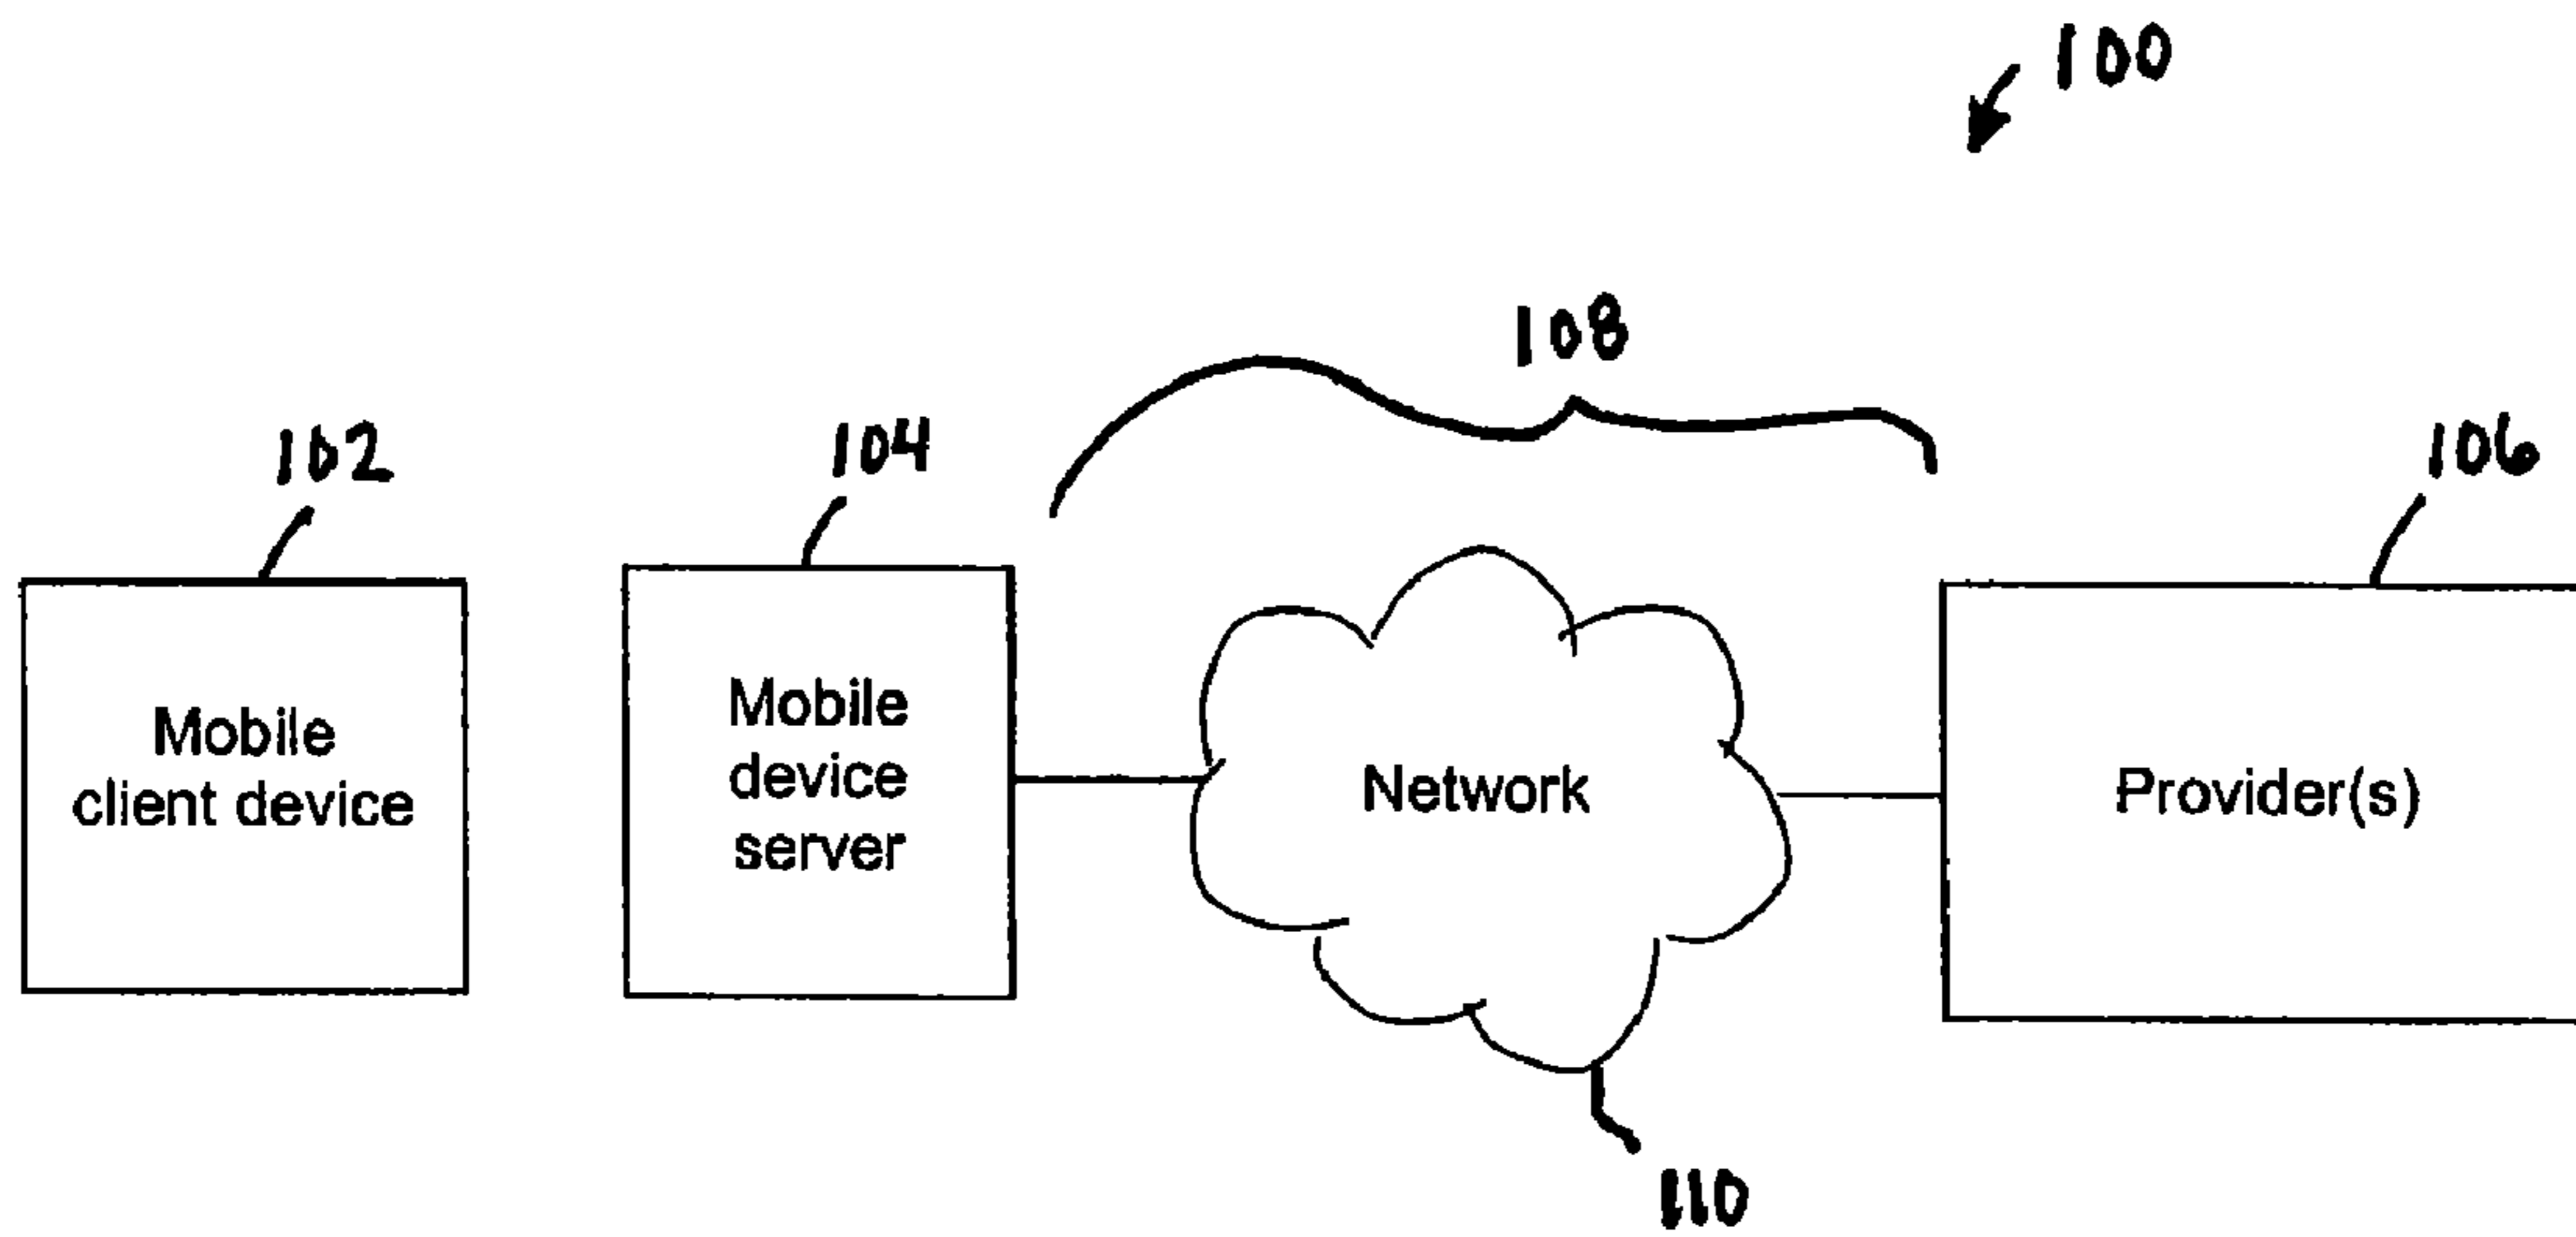 100
108
102
104
106
Mobile
client device
Mobile
device
server
Network
Provider(s)
110